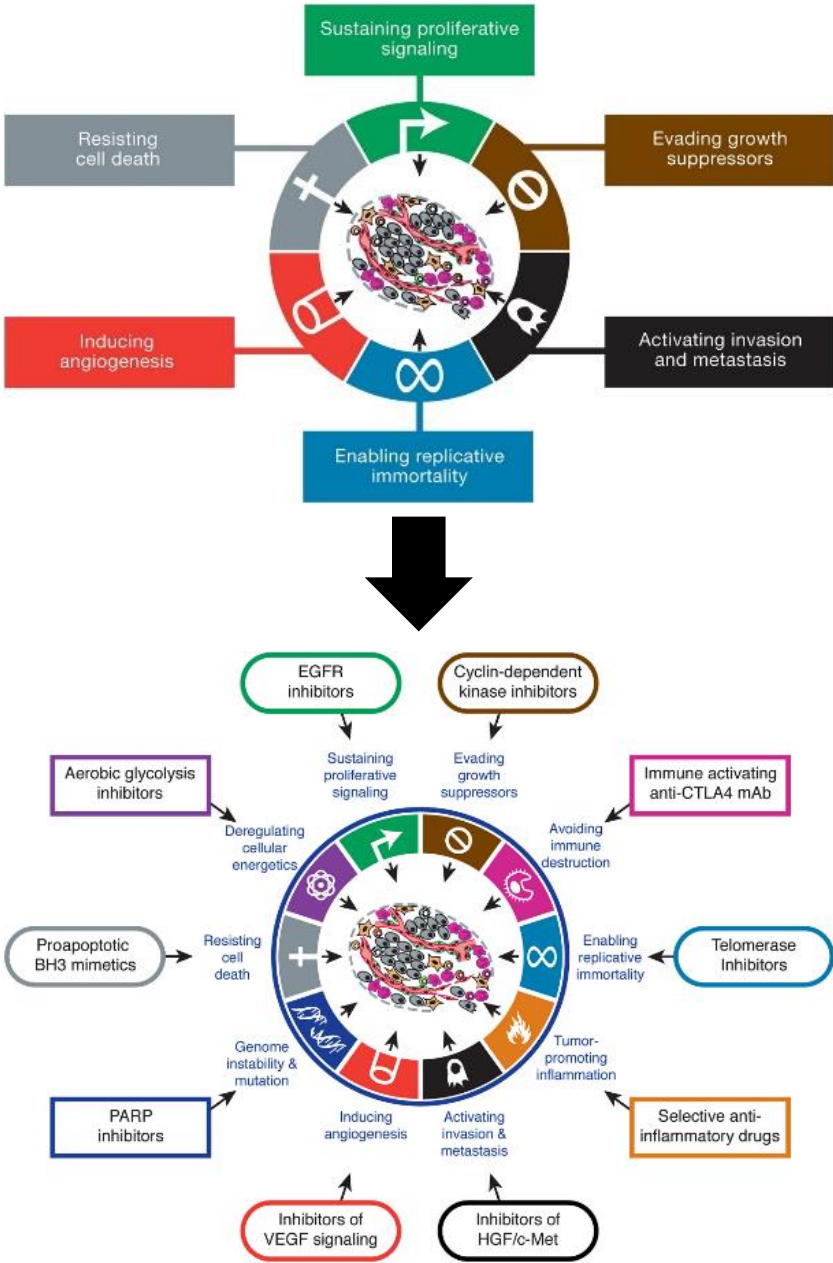 Sustaining proliferative
signaling
Resisting
cell death
Evading growth
suppressors
Inducing
angiogenesis
Activating invasion
and metastasis
Enabling replicative
immortality
EGFR
inhibitors
Cyclin-dependent
kinase inhibitors
Sustaining
proliferative
signaling
Evading
growth
suppressors
Aerobic glycolysis
inhibitors
Immune activating
anti-CTLA4 mAb
Deregulating
cellular
energetics
Avoiding
immune
destruction
Proapoptotic
BH3 mimetics
Resisting
cell
death
Enabling
replicative
immortality
Telomerase
Inhibitors
Genome
instability &
mutation
Tumor-
promoting
inflammation
PARP
inhibitors
Inducing
angiogenesis
Activating
invasion &
metastasis
Selective anti-
inflammatory drugs
Inhibitors of
VEGF signaling
Inhibitors of
HGF/c-Met